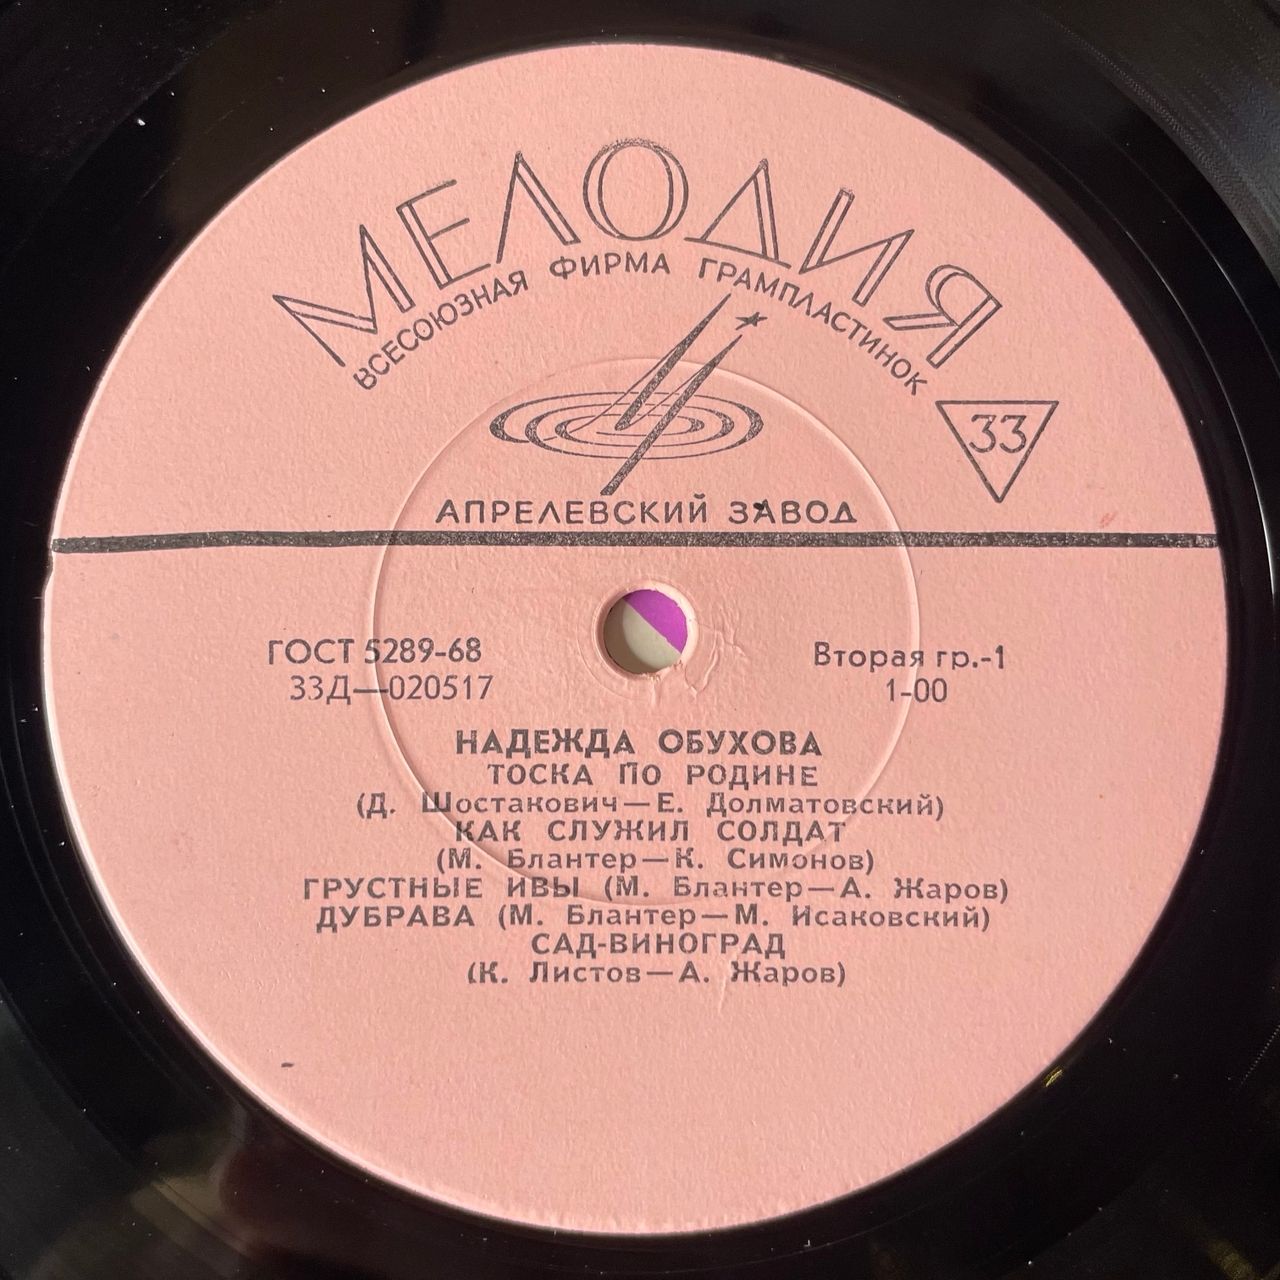 МЕЛОДИЯ
ВСЕСОЮЗНАЯ ФИРМА ГРАМПЛАСТИНОК
33
АПРЕЛЕВСКИЙ ЗАВОД
ГОСТ 5289-68
Вторая гр.-1
33Д—020517
1-00
НАДЕЖДА ОБУХОВА
ТОСКА ПО РОДИНЕ
(Д. Шостакович—Е. Долматовский)
КАК СЛУЖИЛ СОЛДАТ
(М. Блантер—К. Симонов)
ГРУСТНЫЕ ИВЫ (М. Блантер—А. Жаров)
ДУБРАВА (М. Блантер—М. Исаковский)
САД-ВИНОГРАД
(К. Листов—А. Жаров)